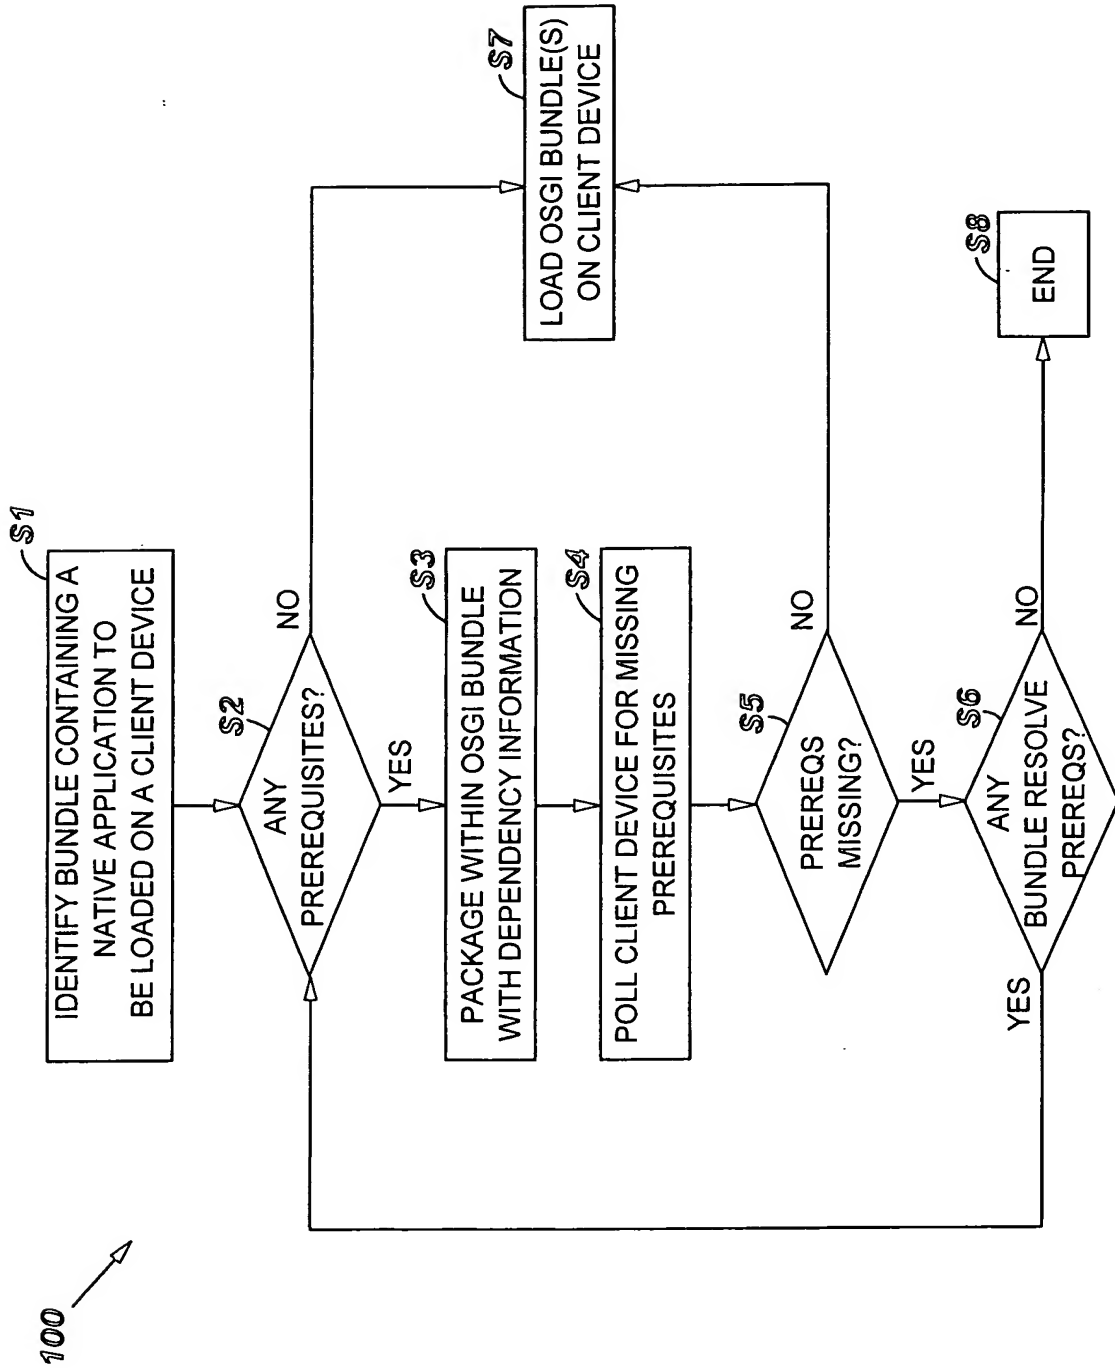 100
S1
IDENTIFY BUNDLE CONTAINING A
NATIVE APPLICATION TO
BE LOADED ON A CLIENT DEVICE
S2
ANY
PREREQUISITES?
NO
YES
S3
PACKAGE WITHIN OSGI BUNDLE
WITH DEPENDENCY INFORMATION
S4
POLL CLIENT DEVICE FOR MISSING
PREREQUISITES
S5
PREREQS
MISSING?
NO
YES
S6
ANY
BUNDLE RESOLVE
PREREQS?
YES
NO
S7
LOAD OSGI BUNDLE(S)
ON CLIENT DEVICE
S8
END